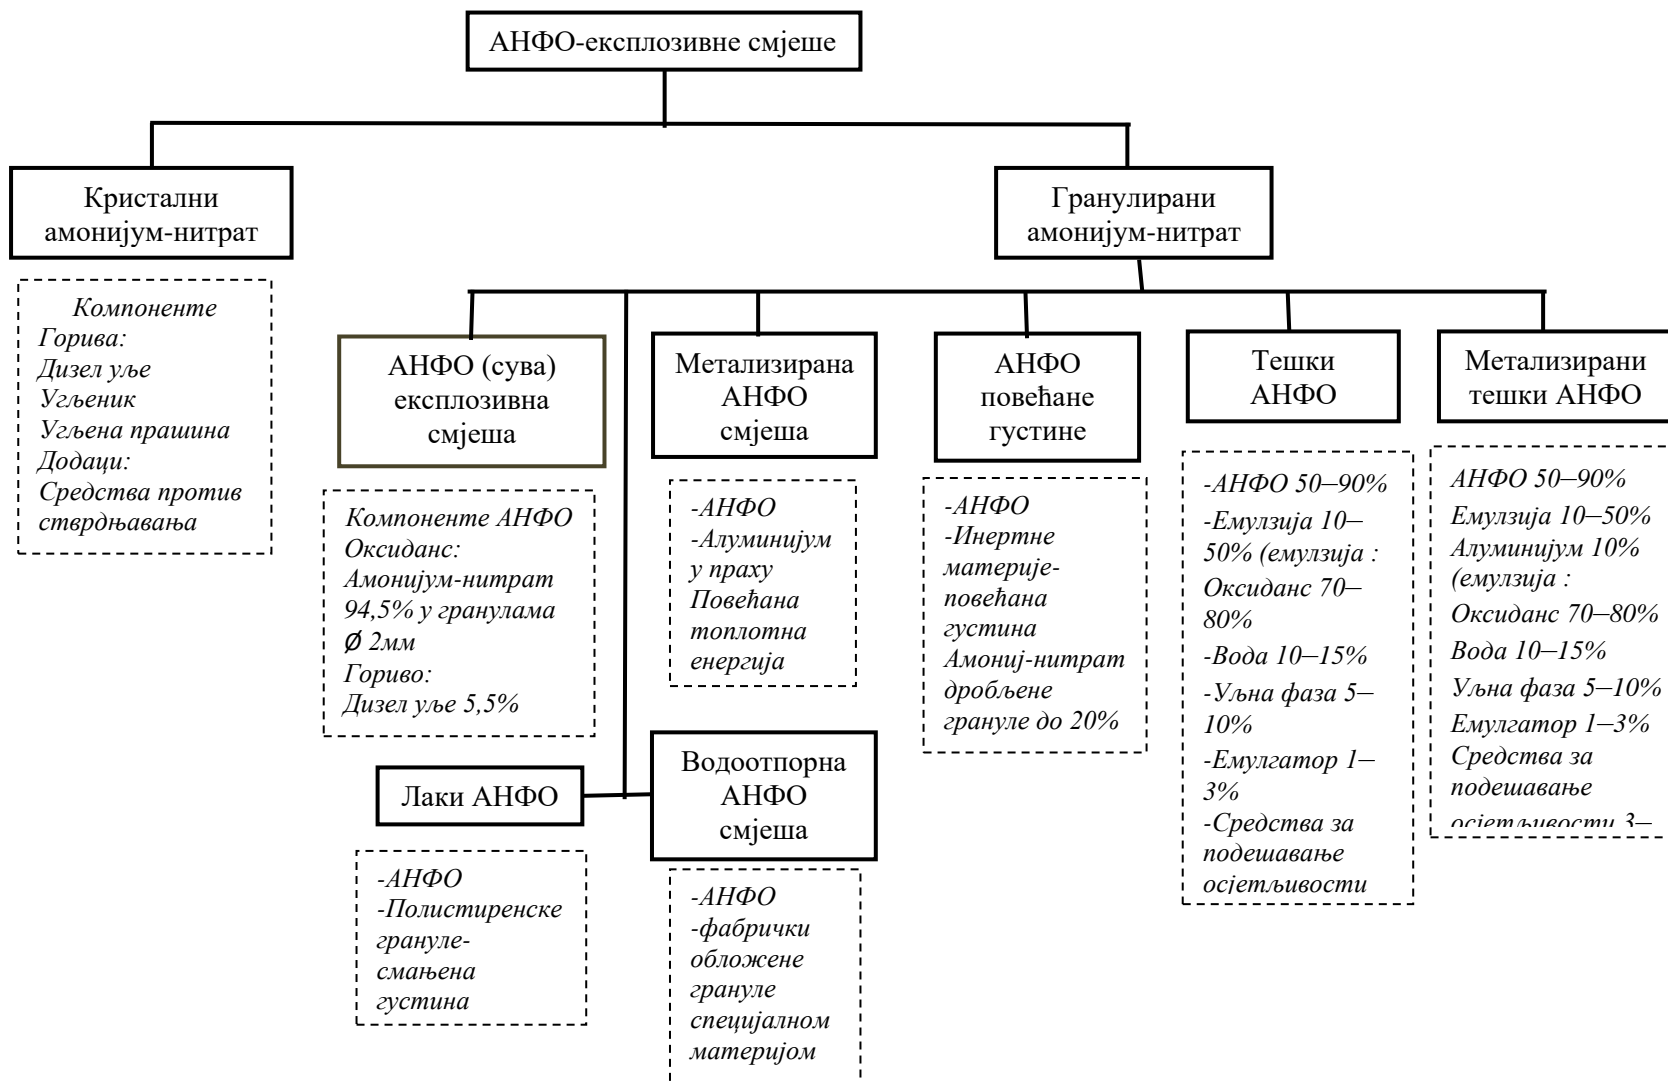 АНФО-експлозивне смјеше
Кристални
амонијум-нитрат
Гранулирани
амонијум-нитрат
Компоненте
Горива:
Дизел уље
Угљеник
Угљена прашина
Додаци:
Средства против
стврдњавања
АНФО (сува)
експлозивна
смјеша
Компоненте АНФО
Оксиданс:
Амонијум-нитрат
94,5% у гранулама
Ø 2мм
Гориво:
Дизел уље 5,5%
Метализирана
АНФО
смјеша
-АНФО
-Алуминијум
у праху
Повећана
топлотна
енергија
АНФО
повећане
густине
-АНФО
-Инертне
материје-
повећана
густина
Амониј-нитрат
дробљене
грануле до 20%
Тешки
АНФО
-АНФО 50–90%
-Емулзија 10–
50% (емулзија :
Оксиданс 70–
80%
-Вода 10–15%
-Уљна фаза 5–
10%
-Емулгатор 1–
3%
-Средства за
подешавање
осјетљивости
Метализирани
тешки АНФО
АНФО 50–90%
Емулзија 10–50%
Алуминијум 10%
(емулзија :
Оксиданс 70–80%
Вода 10–15%
Уљна фаза 5–10%
Емулгатор 1–3%
Средства за
подешавање
осјетљивости 3–
Лаки АНФО
-АНФО
-Полистиренске
грануле-
смањена
густина
Водоотпорна
АНФО
смјеша
-АНФО
-фабрички
обложене
грануле
специјалном
материјом